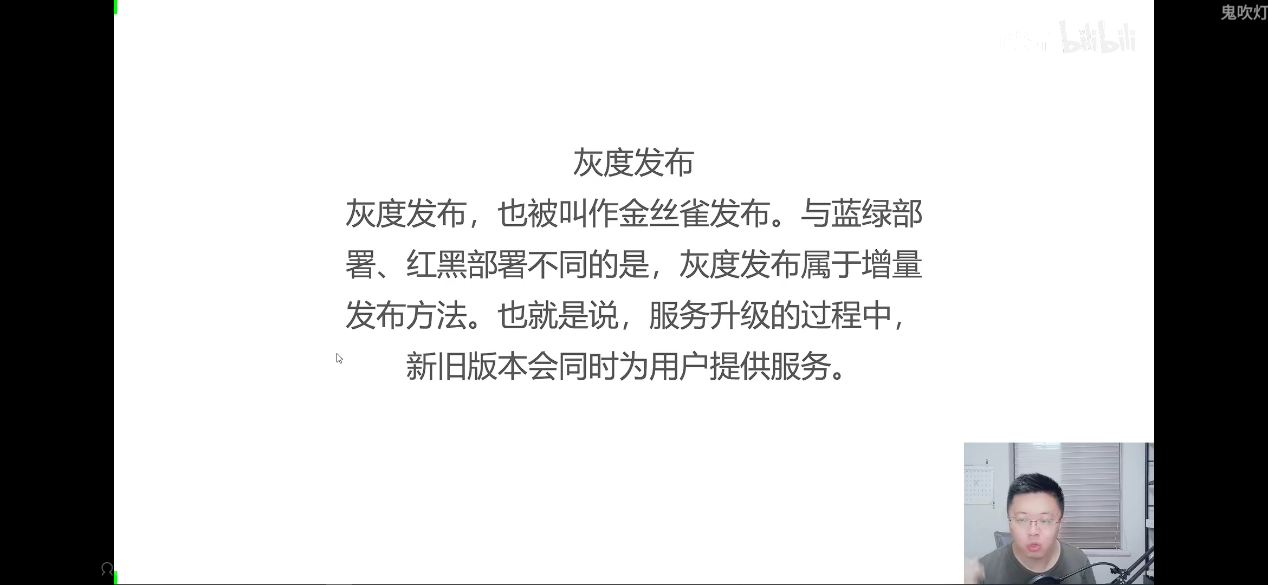 鬼吹灯
bilibili
灰度发布
灰度发布，也被叫作金丝雀发布。与蓝绿部
署、红黑部署不同的是，灰度发布属于增量
发布方法。也就是说，服务升级的过程中，
新旧版本会同时为用户提供服务。